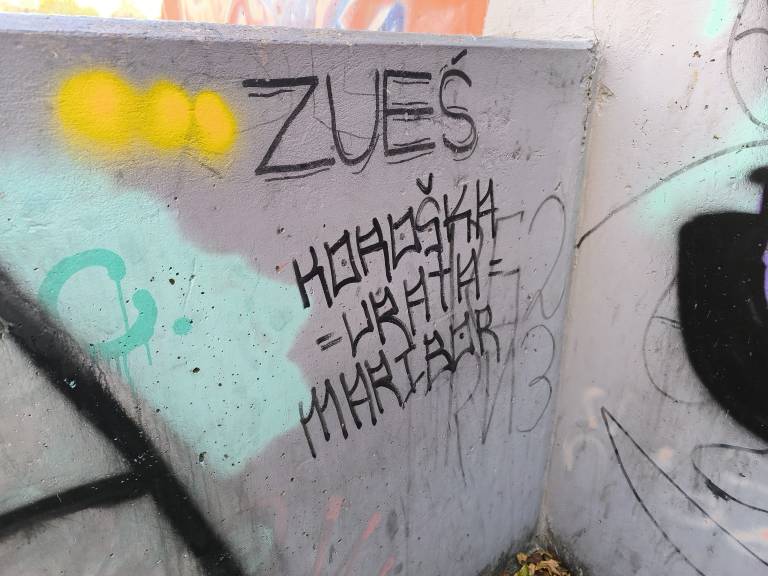 ZUEŚ
KOROŠKA
=VRATA=
MARIBOR